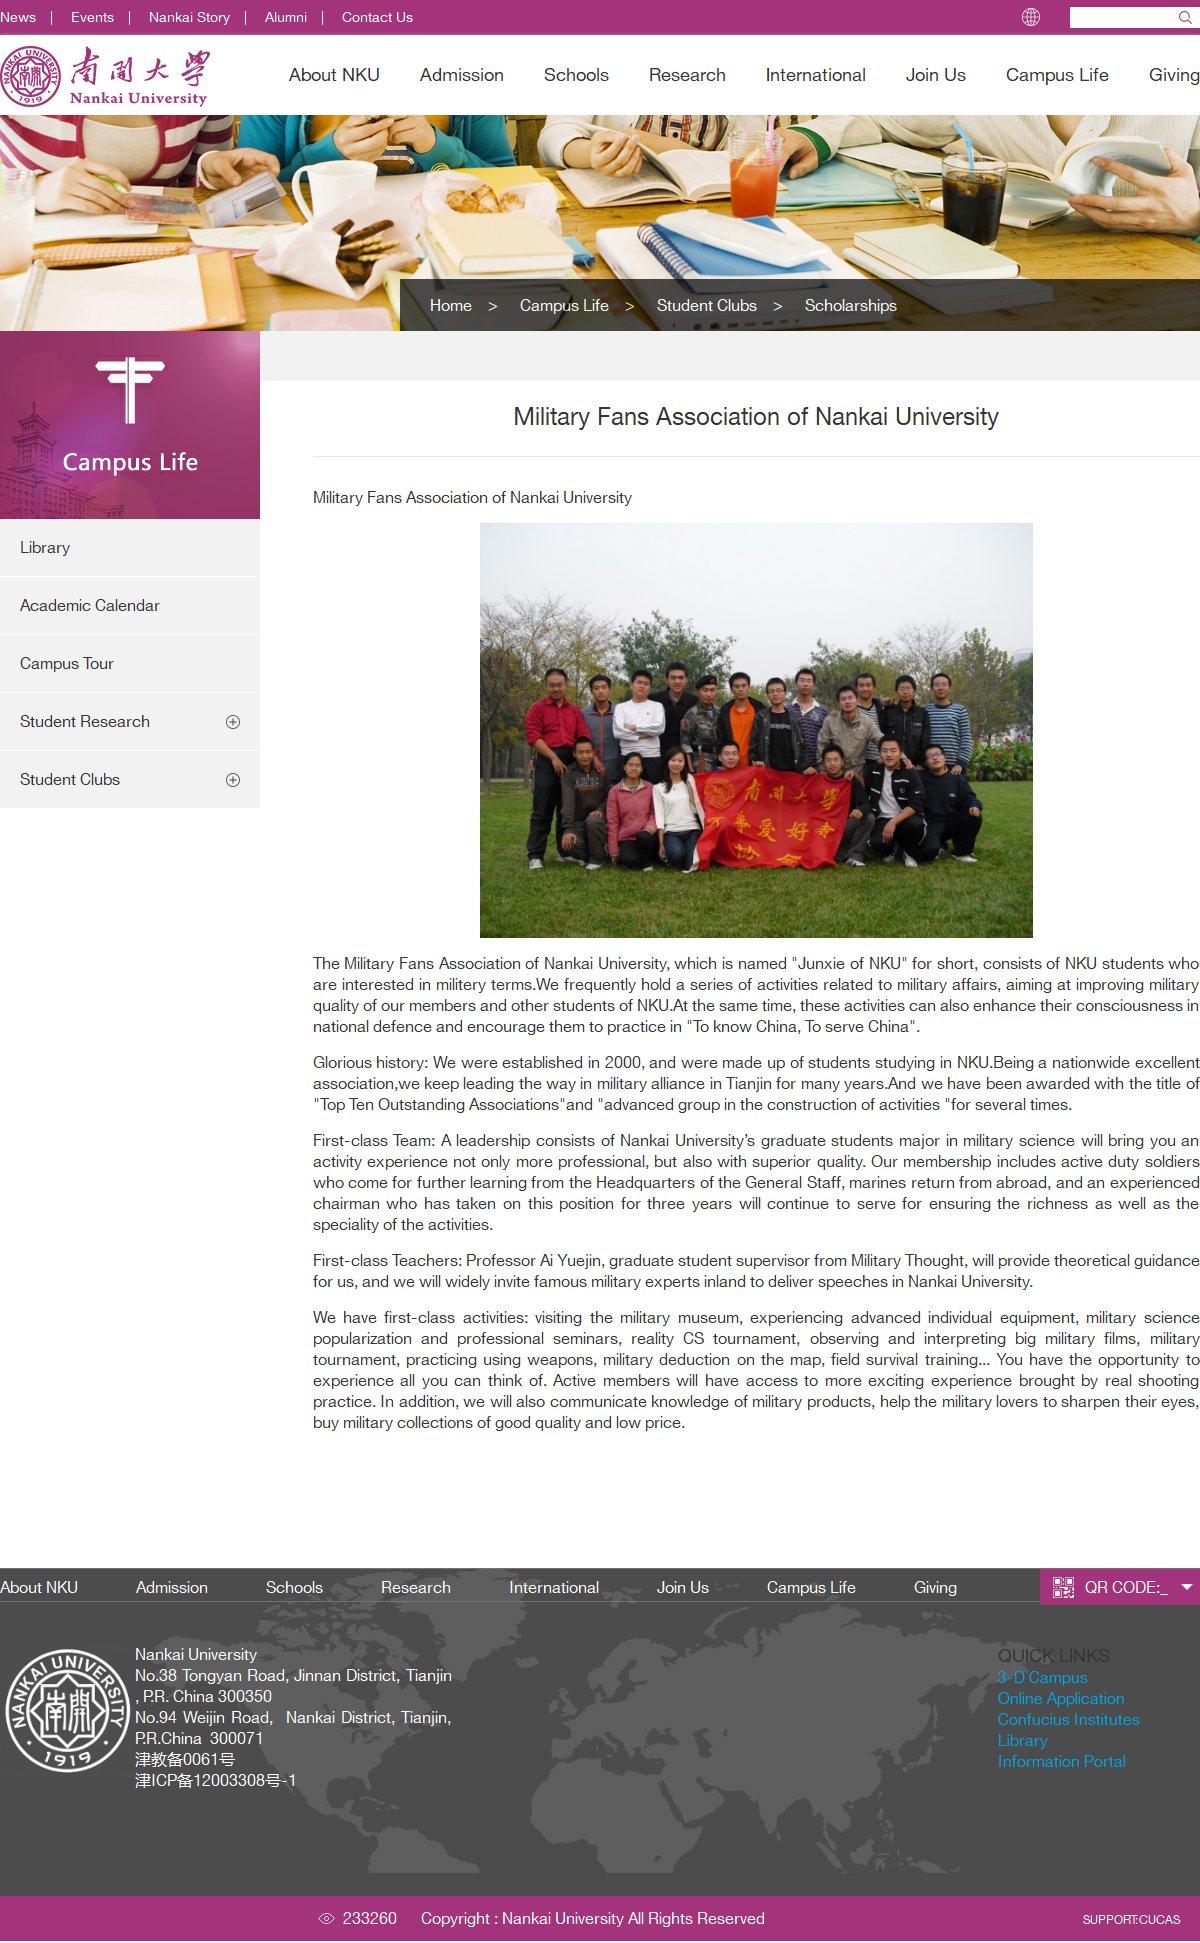 News | Events | Nankai Story | Alumni | Contact Us
NANKAI UNIVERSITY
1919
南開大學
Nankai University
About NKU Admission Schools Research International Join Us Campus Life Giving
Home > Campus Life > Student Clubs > Scholarships
Campus Life
Library
Academic Calendar
Campus Tour
Student Research
Student Clubs
Military Fans Association of Nankai University
Military Fans Association of Nankai University
南開大學
军事爱好者
协会
The Military Fans Association of Nankai University, which is named "Junxie of NKU" for short, consists of NKU students who
are interested in militery terms.We frequently hold a series of activities related to military affairs, aiming at improving military
quality of our members and other students of NKU.At the same time, these activities can also enhance their consciousness in
national defence and encourage them to practice in "To know China, To serve China".
Glorious history: We were established in 2000, and were made up of students studying in NKU.Being a nationwide excellent
association,we keep leading the way in military alliance in Tianjin for many years.And we have been awarded with the title of
"Top Ten Outstanding Associations"and "advanced group in the construction of activities "for several times.
First-class Team: A leadership consists of Nankai University’s graduate students major in military science will bring you an
activity experience not only more professional, but also with superior quality. Our membership includes active duty soldiers
who come for further learning from the Headquarters of the General Staff, marines return from abroad, and an experienced
chairman who has taken on this position for three years will continue to serve for ensuring the richness as well as the
speciality of the activities.
First-class Teachers: Professor Ai Yuejin, graduate student supervisor from Military Thought, will provide theoretical guidance
for us, and we will widely invite famous military experts inland to deliver speeches in Nankai University.
We have first-class activities: visiting the military museum, experiencing advanced individual equipment, military science
popularization and professional seminars, reality CS tournament, observing and interpreting big military films, military
tournament, practicing using weapons, military deduction on the map, field survival training... You have the opportunity to
experience all you can think of. Active members will have access to more exciting experience brought by real shooting
practice. In addition, we will also communicate knowledge of military products, help the military lovers to sharpen their eyes,
buy military collections of good quality and low price.
About NKU Admission Schools Research International Join Us Campus Life Giving QR CODE:_
NANKAI UNIVERSITY
南開
1919
Nankai University
No.38 Tongyan Road, Jinnan District, Tianjin
, P.R. China 300350
No.94 Weijin Road, Nankai District, Tianjin,
P.R.China 300071
津教备0061号
津ICP备12003308号-1
QUICK LINKS
3-D Campus
Online Application
Confucius Institutes
Library
Information Portal
233260 Copyright : Nankai University All Rights Reserved
SUPPORT:CUCAS